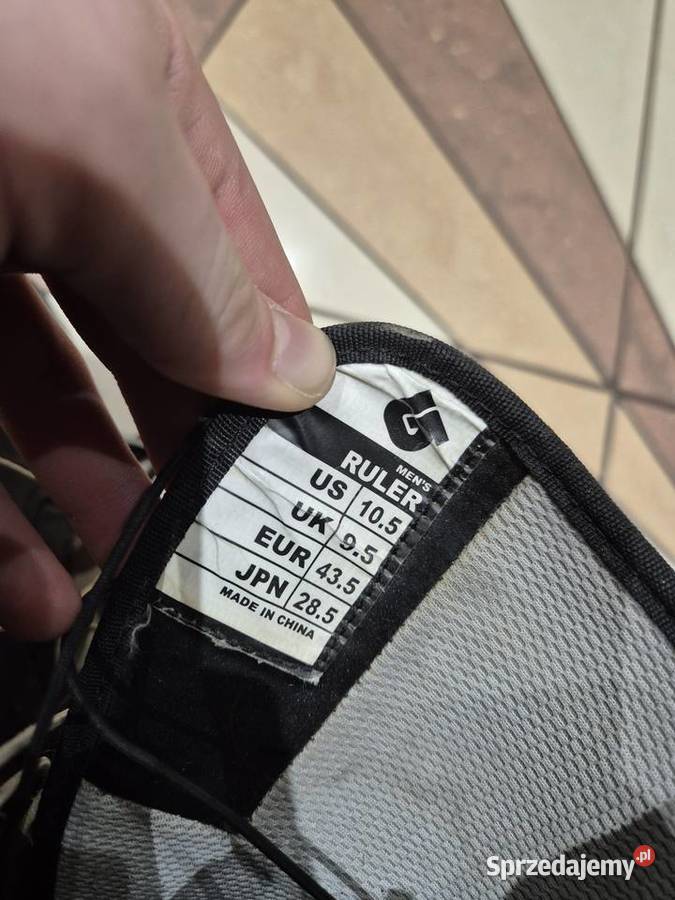 MEN'S
RULER
US 10.5
UK 9.5
EUR 43.5
JPN 28.5
MADE IN CHINA
Sprzedajemy.pl